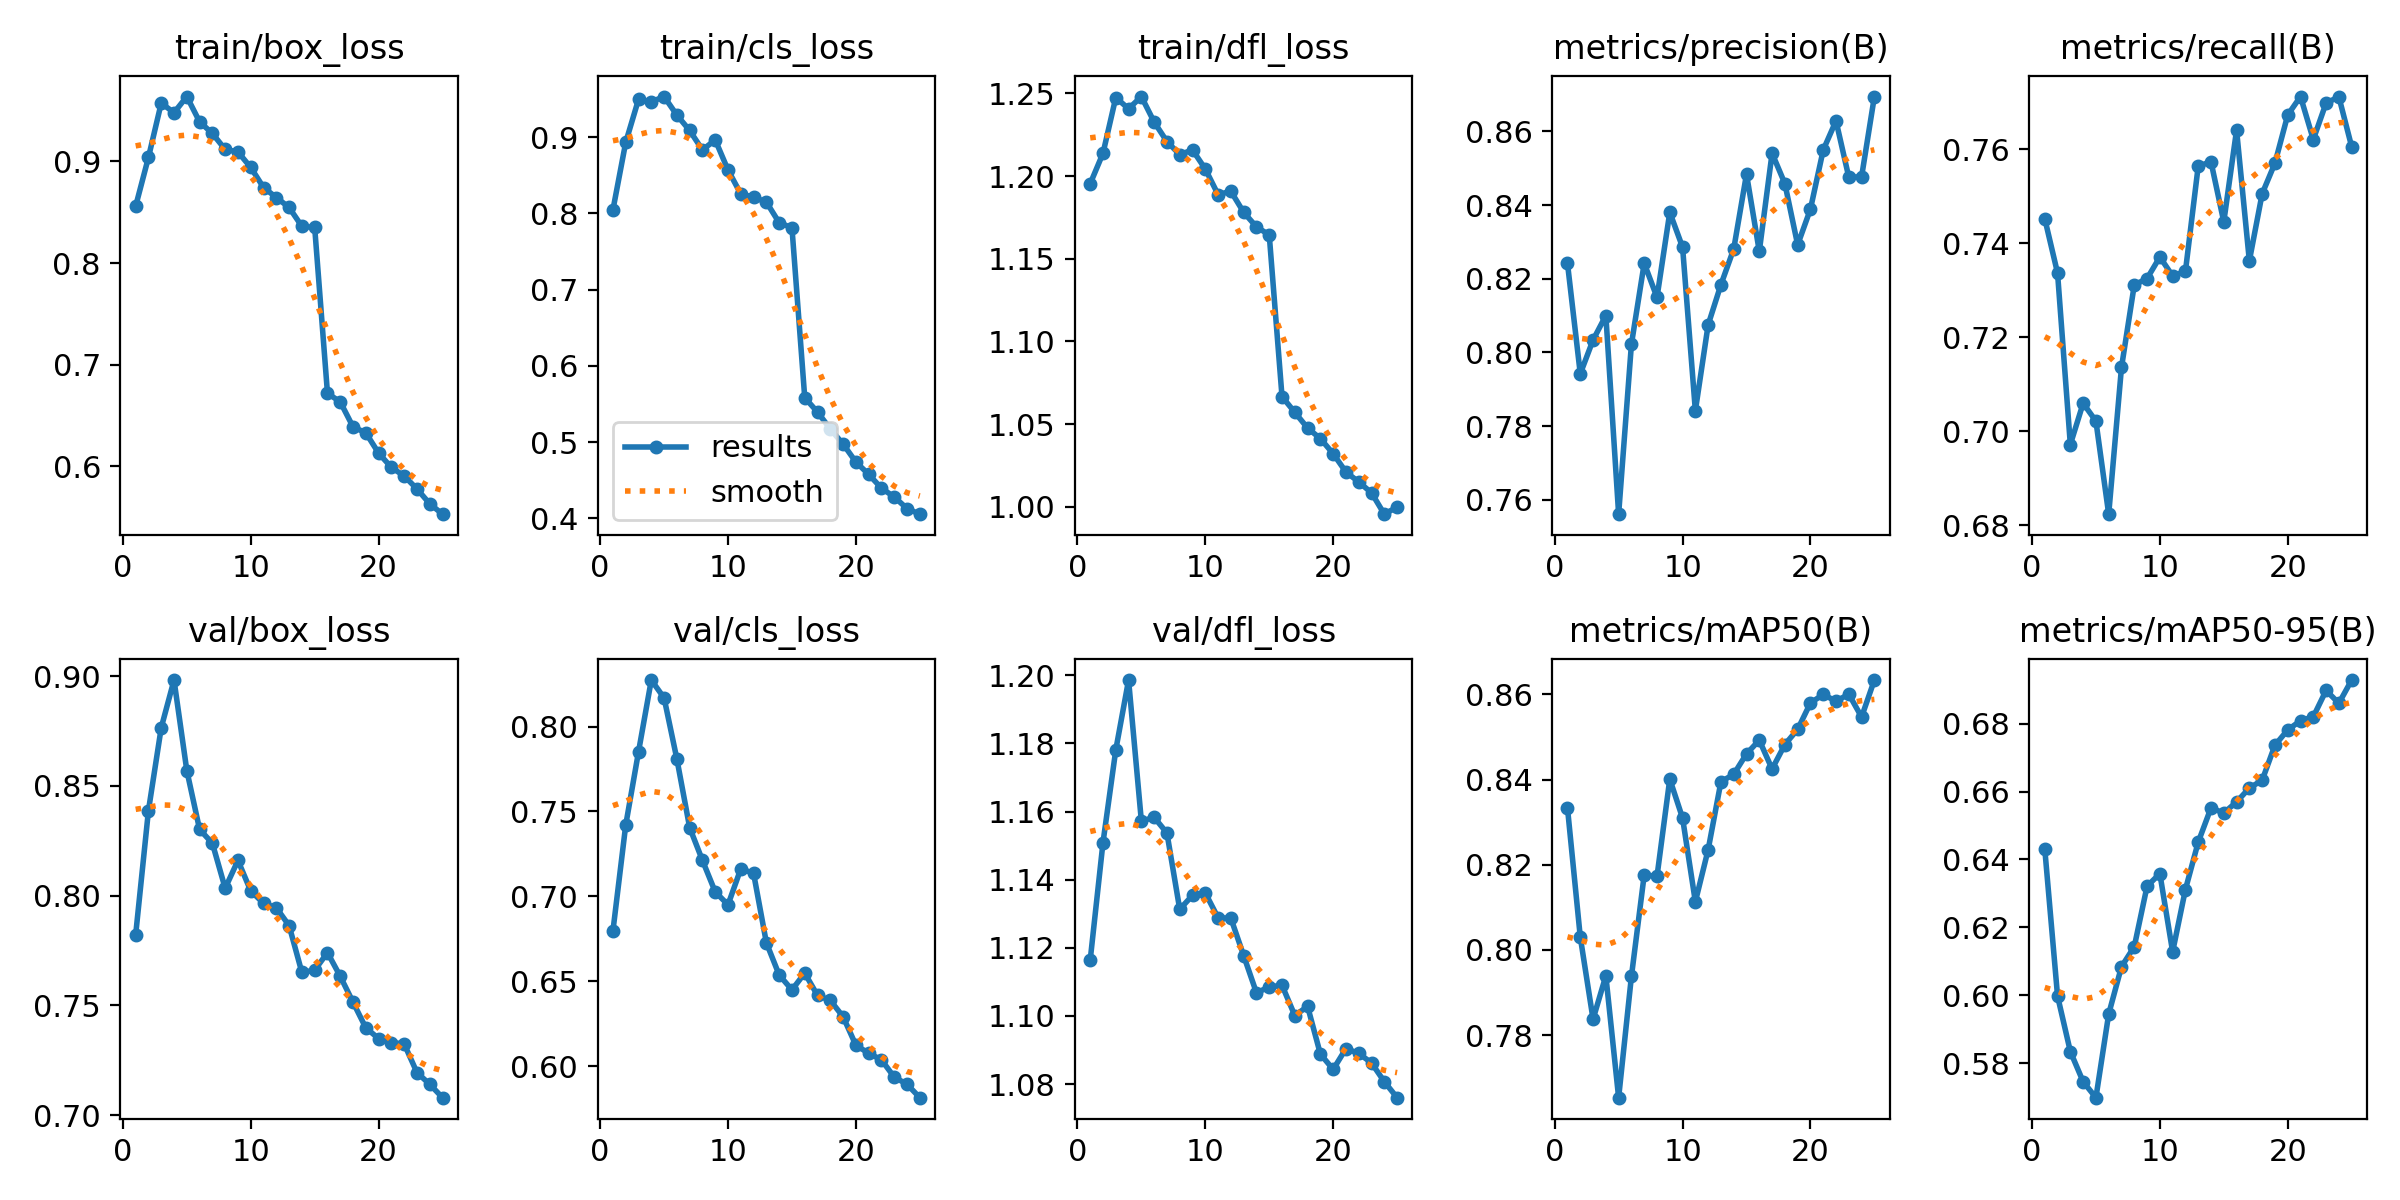 train/box_loss
train/cls_loss
train/dfl_loss
metrics/precision(B)
metrics/recall(B)
0.9
0.8
0.7
0.6
0 10 20
0.9
0.8
0.7
0.6
0.5
0.4
results
smooth
0 10 20
1.25
1.20
1.15
1.10
1.05
1.00
0 10 20
0.86
0.84
0.82
0.80
0.78
0.76
0 10 20
0.76
0.74
0.72
0.70
0.68
0 10 20
val/box_loss
val/cls_loss
val/dfl_loss
metrics/mAP50(B)
metrics/mAP50-95(B)
0.90
0.85
0.80
0.75
0.70
0 10 20
0.80
0.75
0.70
0.65
0.60
0 10 20
1.20
1.18
1.16
1.14
1.12
1.10
1.08
0 10 20
0.86
0.84
0.82
0.80
0.78
0 10 20
0.68
0.66
0.64
0.62
0.60
0.58
0 10 20